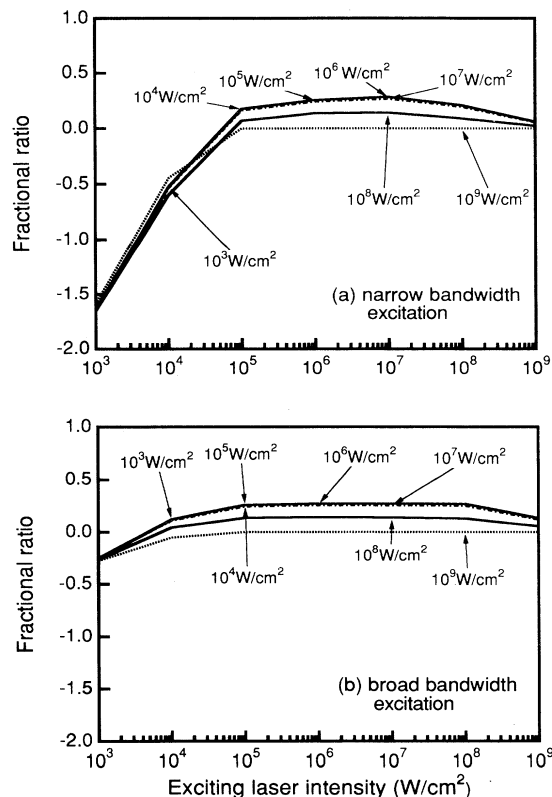 1.0
0.5
0.0
-0.5
-1.0
-1.5
-2.0
Fractional ratio
10⁴W/cm²
10⁵W/cm²
10⁶ W/cm²
10⁷W/cm²
10⁸W/cm²
10⁹W/cm²
10³W/cm²
(a) narrow bandwidth
excitation
10³ 10⁴ 10⁵ 10⁶ 10⁷ 10⁸ 10⁹
1.0
0.5
0.0
-0.5
-1.0
-1.5
-2.0
Fractional ratio
10³W/cm²
10⁵W/cm²
10⁶W/cm²
10⁷W/cm²
10⁴W/cm²
10⁸W/cm²
10⁹W/cm²
(b) broad bandwidth
excitation
10³ 10⁴ 10⁵ 10⁶ 10⁷ 10⁸ 10⁹
Exciting laser intensity (W/cm²)